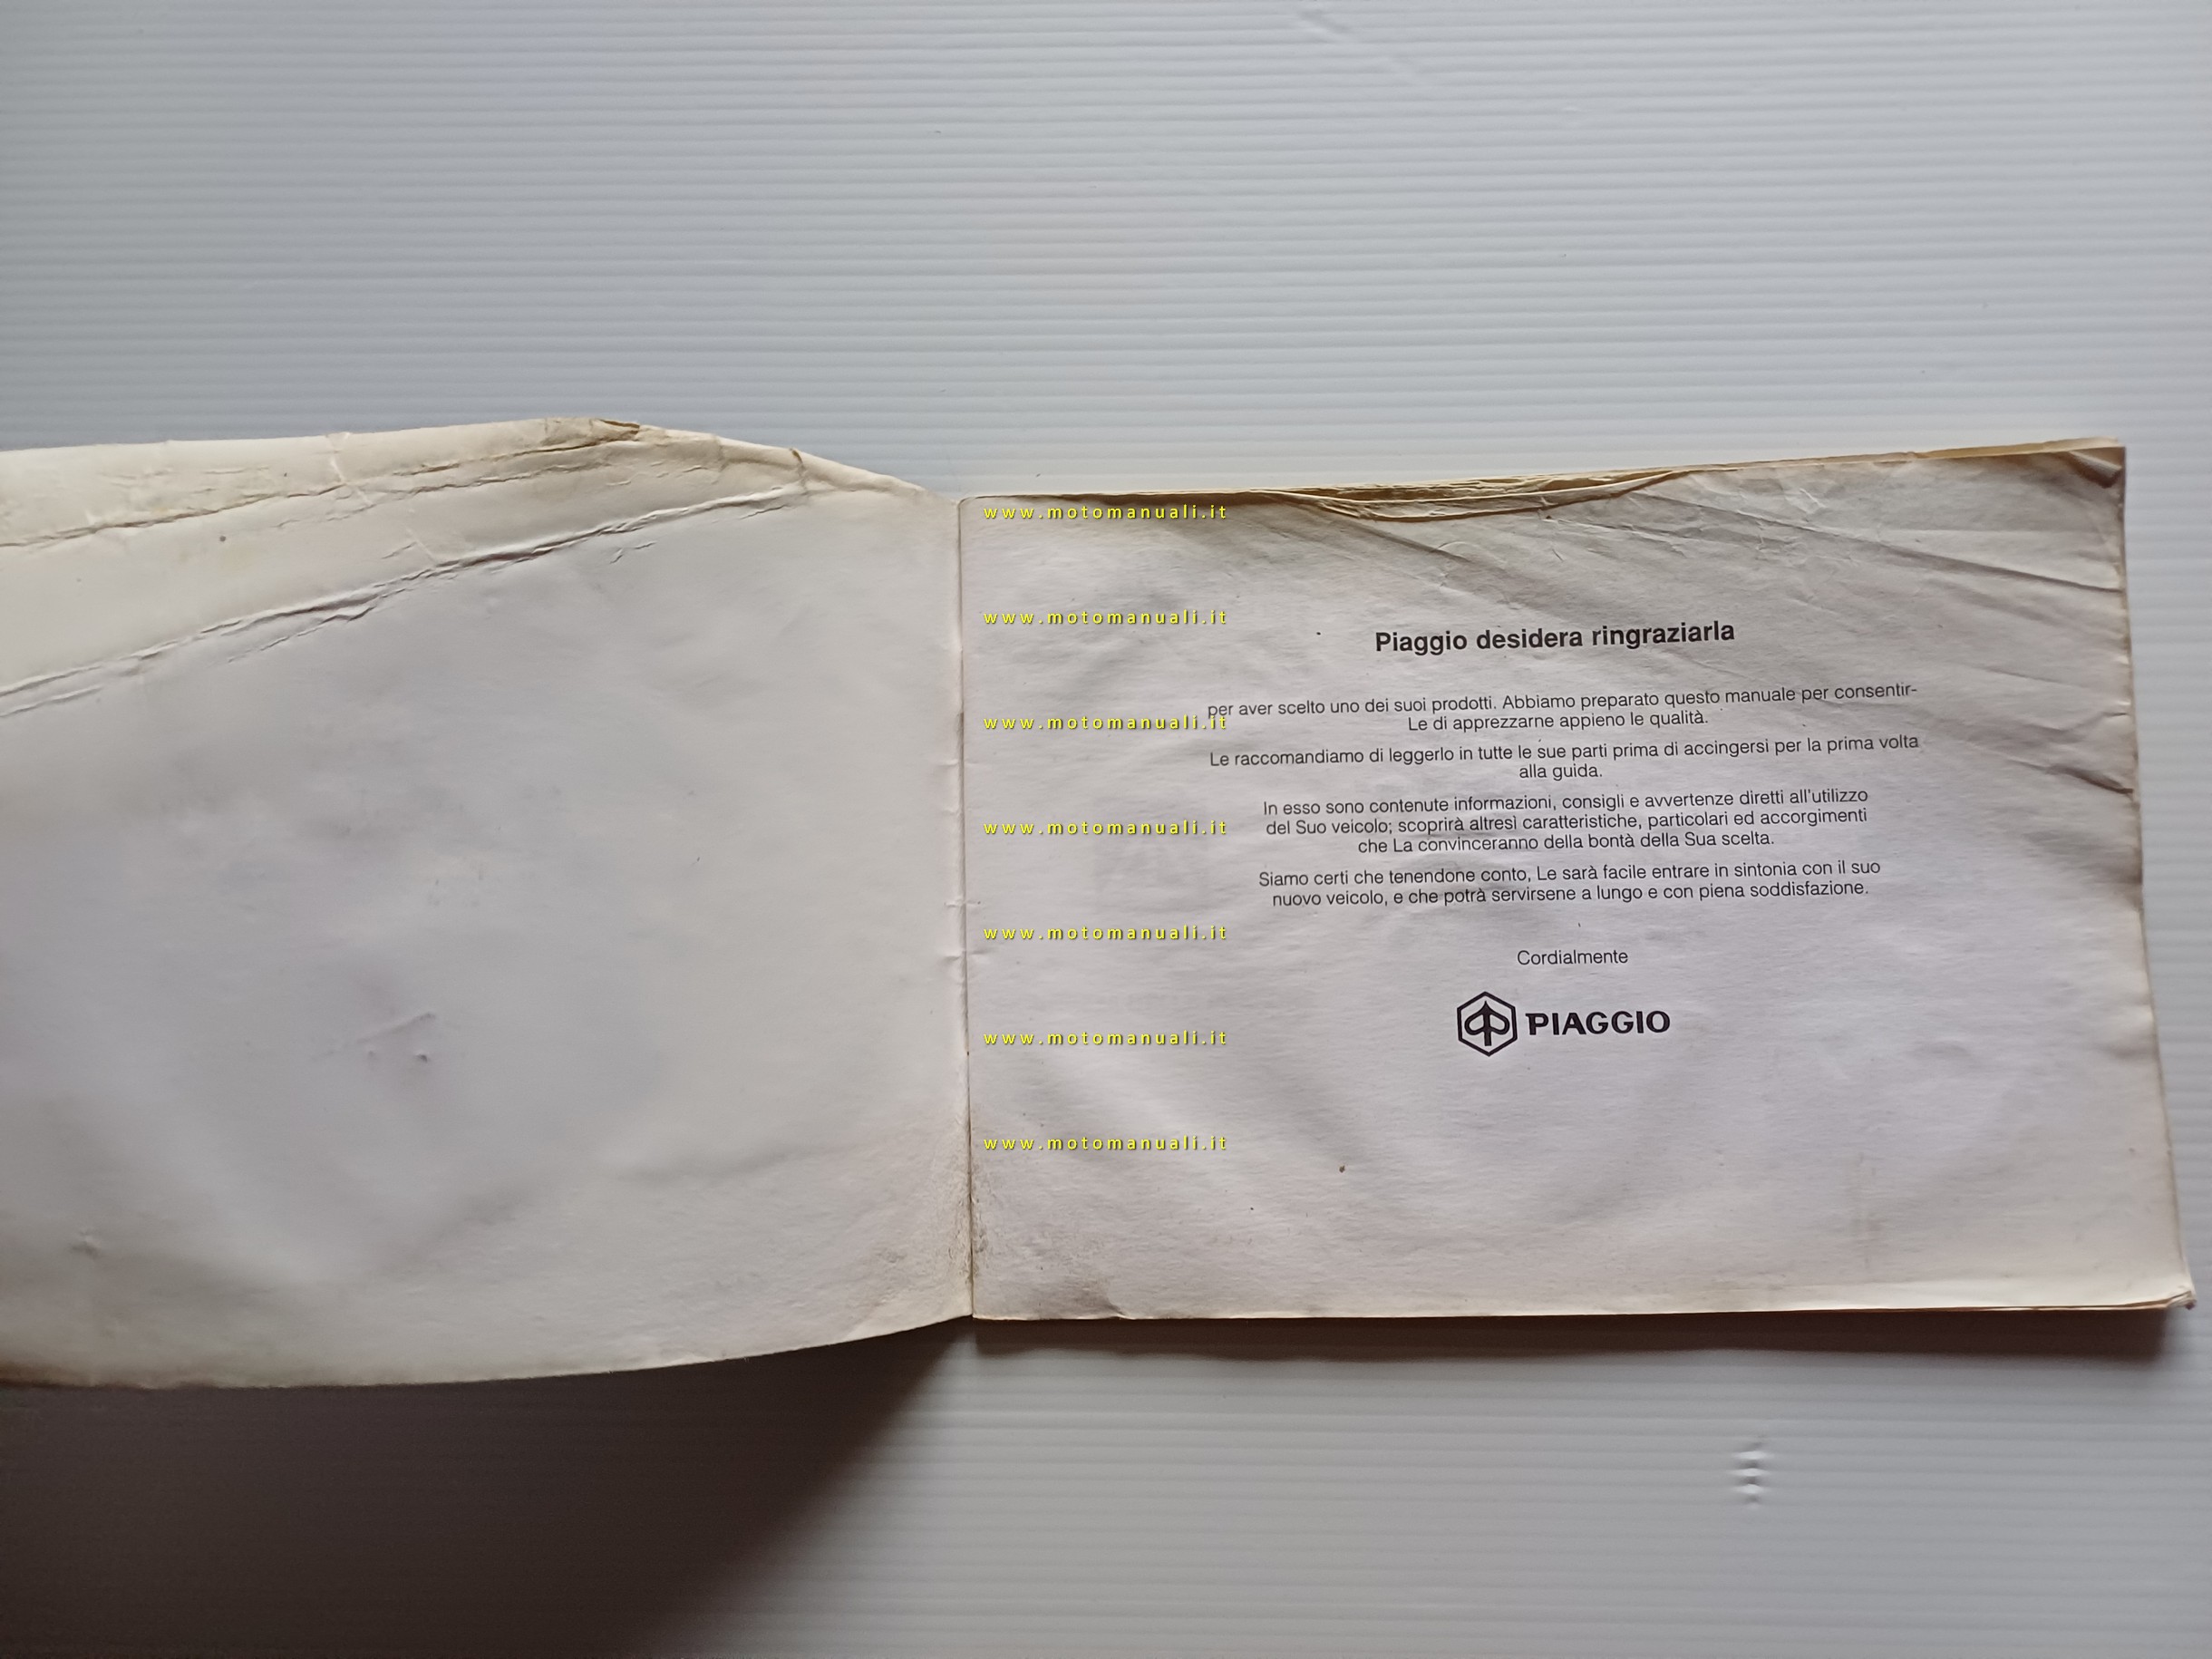 www.motomanuali.it
www.motomanuali.it
Piaggio desidera ringraziarla
per aver scelto uno dei suoi prodotti. Abbiamo preparato questo manuale per consentir-
Le di apprezzarne appieno le qualità.
www.motomanuali.it
Le raccomandiamo di leggerlo in tutte le sue parti prima di accingersi per la prima volta
alla guida.
In esso sono contenute informazioni, consigli e avvertenze diretti all'utilizzo
del Suo veicolo; scoprirà altresì caratteristiche, particolari ed accorgimenti
che La convinceranno della bontà della Sua scelta.
www.motomanuali.it
Siamo certi che tenendone conto, Le sarà facile entrare in sintonia con il suo
nuovo veicolo, e che potrà servirsene a lungo e con piena soddisfazione.
www.motomanuali.it
Cordialmente
PIAGGIO
www.motomanuali.it
www.motomanuali.it